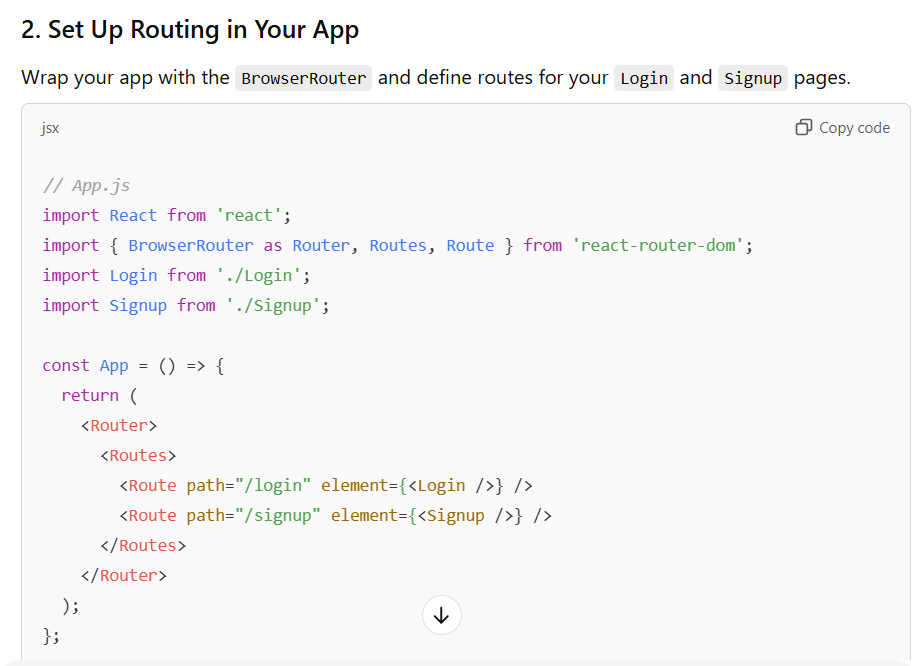 2. Set Up Routing in Your App
Wrap your app with the BrowserRouter and define routes for your Login and Signup pages.
jsx
Copy code
// App.js
import React from 'react';
import { BrowserRouter as Router, Routes, Route } from 'react-router-dom';
import Login from './Login';
import Signup from './Signup';

const App = () => {
  return (
    <Router>
      <Routes>
        <Route path="/login" element={<Login />} />
        <Route path="/signup" element={<Signup />} />
      </Routes>
    </Router>
  );
};